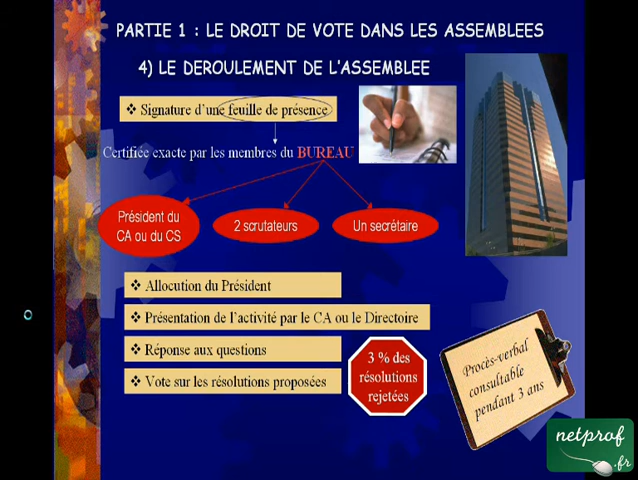 PARTIE 1 : LE DROIT DE VOTE DANS LES ASSEMBLEES
4) LE DEROULEMENT DE L'ASSEMBLEE
❖ Signature d'une feuille de présence
Certifiée exacte par les membres du BUREAU
Président du
CA ou du CS
2 scrutateurs
Un secrétaire
❖ Allocution du Président
❖ Présentation de l'activité par le CA ou le Directoire
❖ Réponse aux questions
❖ Vote sur les résolutions proposées
3 % des
résolutions
rejetées
Procès-verbal
consultable
pendant 3 ans
netprof
.fr